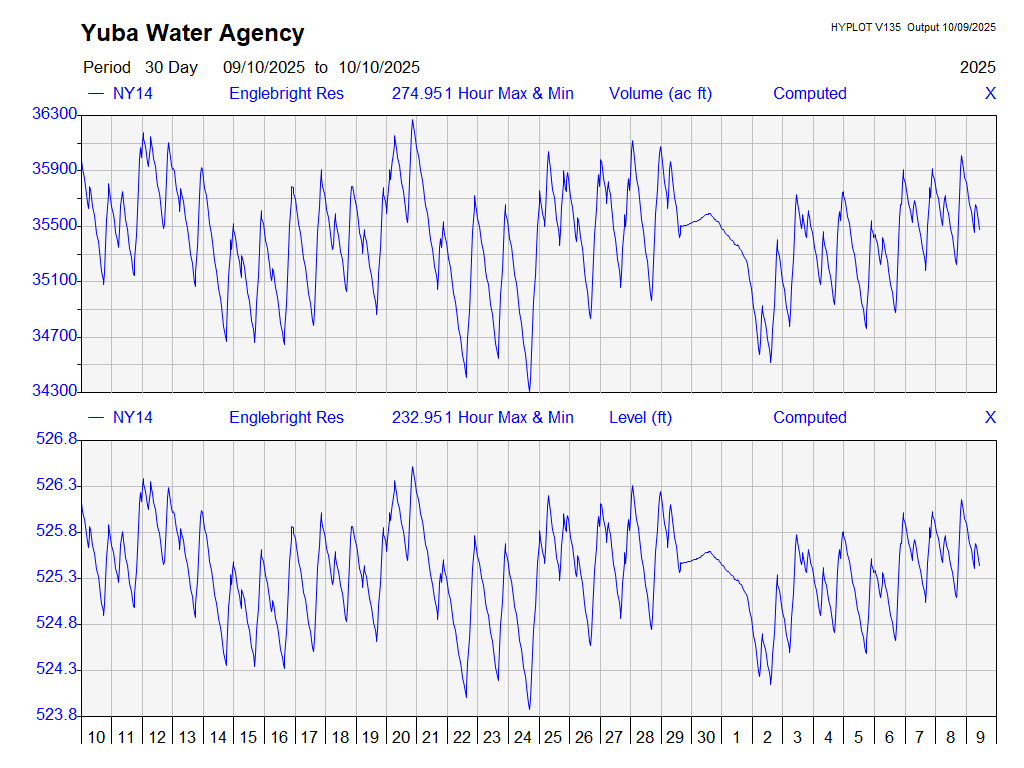 Yuba Water Agency
HYPLOT V135 Output 10/09/2025
Period 30 Day 09/10/2025 to 10/10/2025
2025
NY14 Englebright Res 274.951 Hour Max & Min Volume (ac ft) Computed X
36300
35900
35500
35100
34700
34300
NY14 Englebright Res 232.951 Hour Max & Min Level (ft) Computed X
526.8
526.3
525.8
525.3
524.8
524.3
523.8
10 11 12 13 14 15 16 17 18 19 20 21 22 23 24 25 26 27 28 29 30 1 2 3 4 5 6 7 8 9